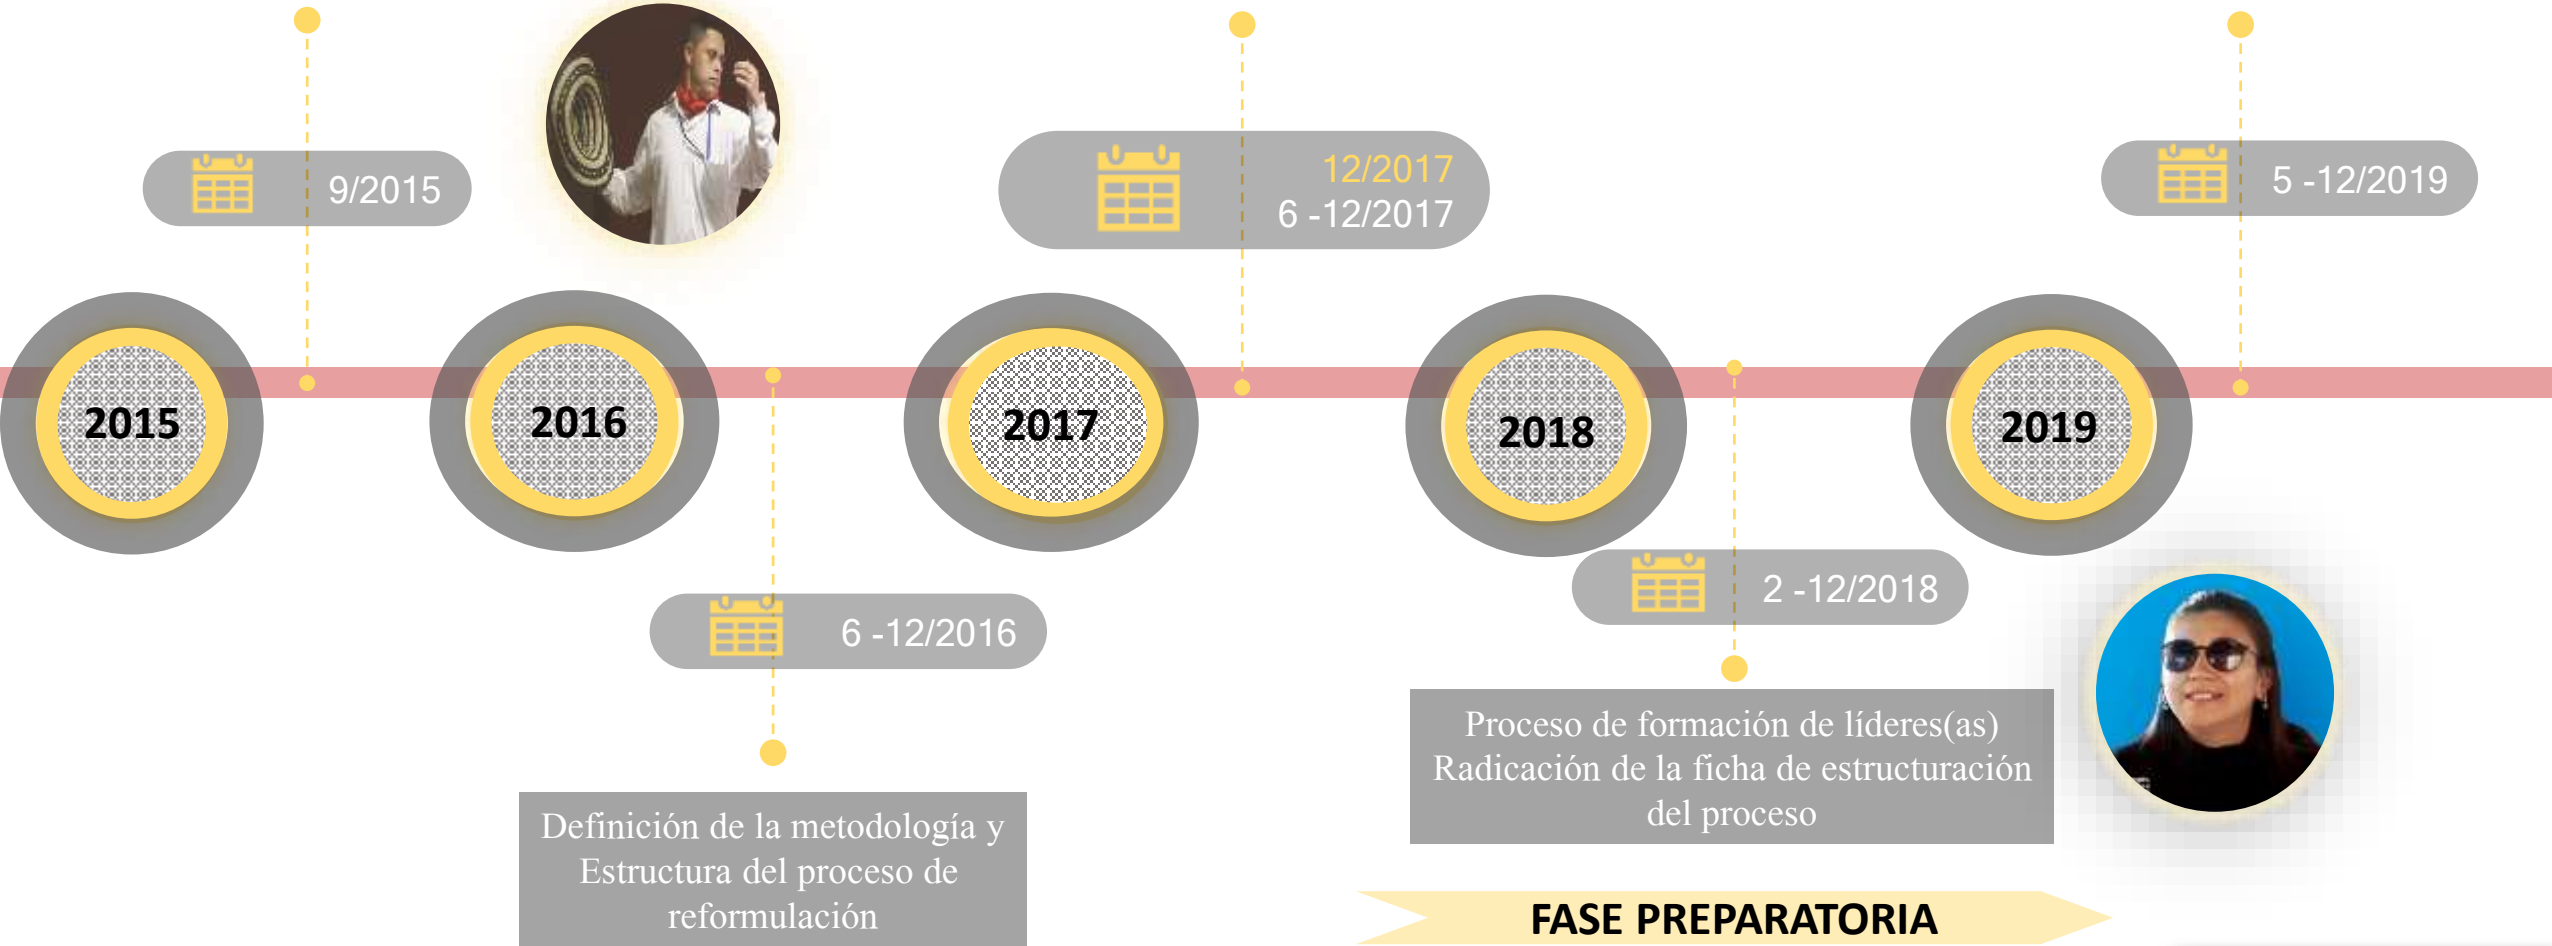 9/2015
12/2017
6 -12/2017
5 -12/2019
2015
2016
2017
2018
2019
6 -12/2016
2 -12/2018
Definición de la metodología y
Estructura del proceso de
reformulación
Proceso de formación de líderes(as)
Radicación de la ficha de estructuración
del proceso
FASE PREPARATORIA